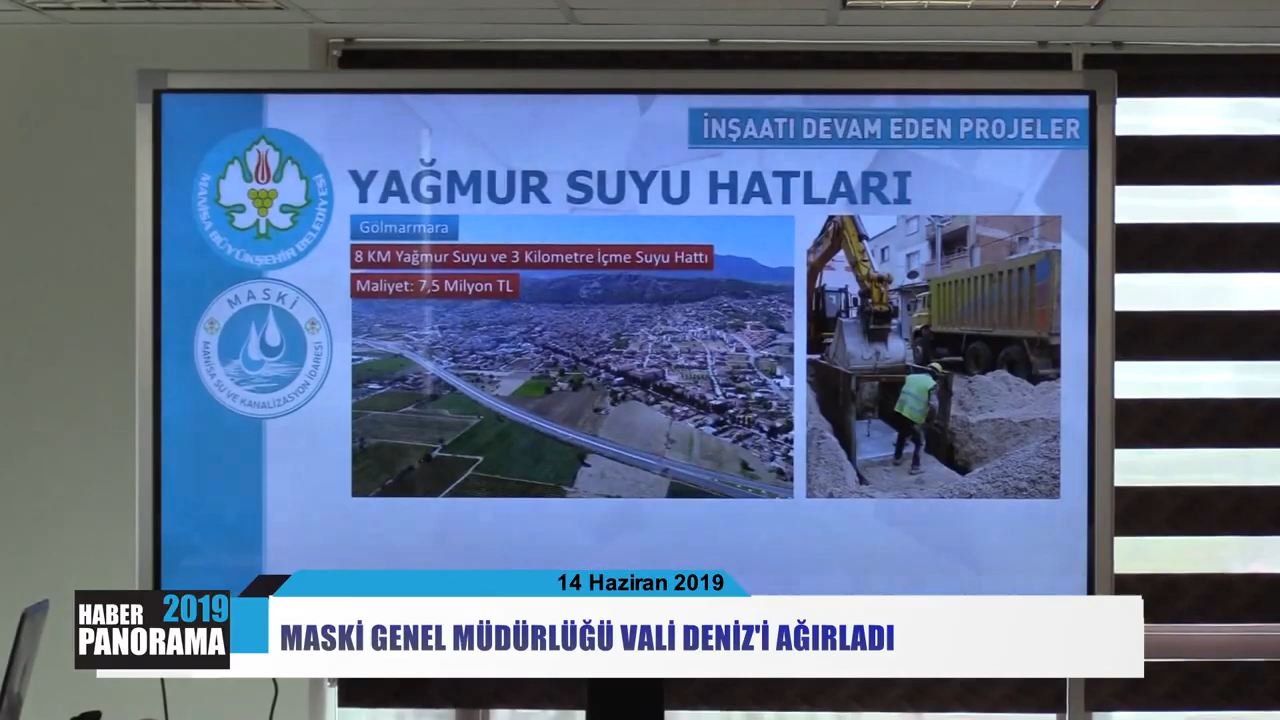 İNŞAATI DEVAM EDEN PROJELER
YAĞMUR SUYU HATLARI
MANİSA BÜYÜKŞEHİR BELEDİYESİ
Gölmarmara
8 KM Yağmur Suyu ve 3 Kilometre İçme Suyu Hattı
Maliyet: 7,5 Milyon TL
MASKİ
MANİSA SU VE KANALİZASYON İDARESİ
14 Haziran 2019
HABER 2019
PANORAMA
MASKİ GENEL MÜDÜRLÜĞÜ VALİ DENİZ'İ AĞIRLADI